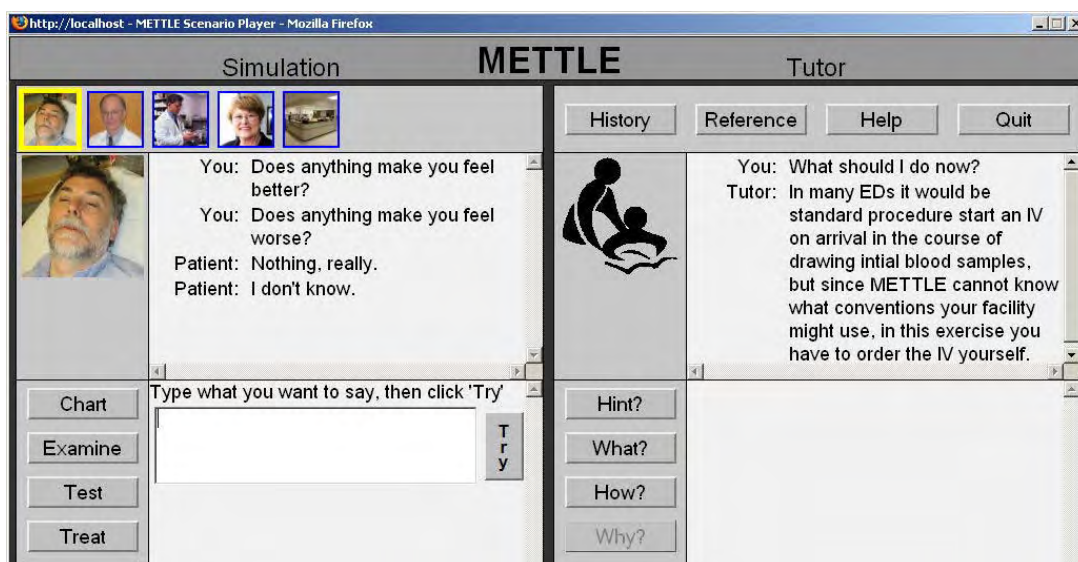 http://localhost - METTLE Scenario Player - Mozilla Firefox
Simulation
METTLE
Tutor
History
Reference
Help
Quit
You: Does anything make you feel
better?
You: Does anything make you feel
worse?
Patient: Nothing, really.
Patient: I don't know.
You: What should I do now?
Tutor: In many EDs it would be
standard procedure start an IV
on arrival in the course of
drawing intial blood samples,
but since METTLE cannot know
what conventions your facility
might use, in this exercise you
have to order the IV yourself.
Chart
Examine
Test
Treat
Type what you want to say, then click 'Try'
Try
Hint?
What?
How?
Why?